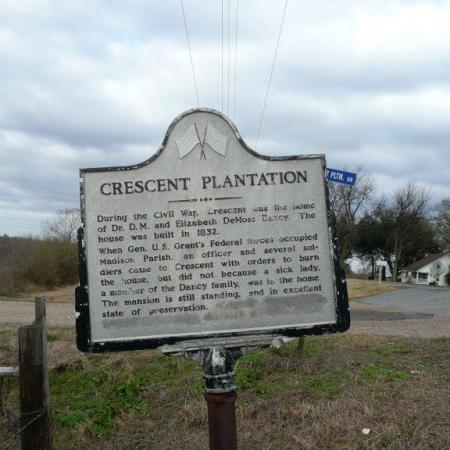 CRESCENT PLANTATION
During the Civil War, Crescent was the home
of Dr. D.M. and Elizabeth DeMoss Dancy. The
house was built in 1832.
When Gen. U.S. Grant's Federal forces occupied
Madison Parish, an officer and several sol-
diers came to Crescent with orders to burn
the house, but did not because a sick lady,
a member of the Dancy family, was in the home.
The mansion is still standing, and in excellent
state of preservation.
T PLTN. DR